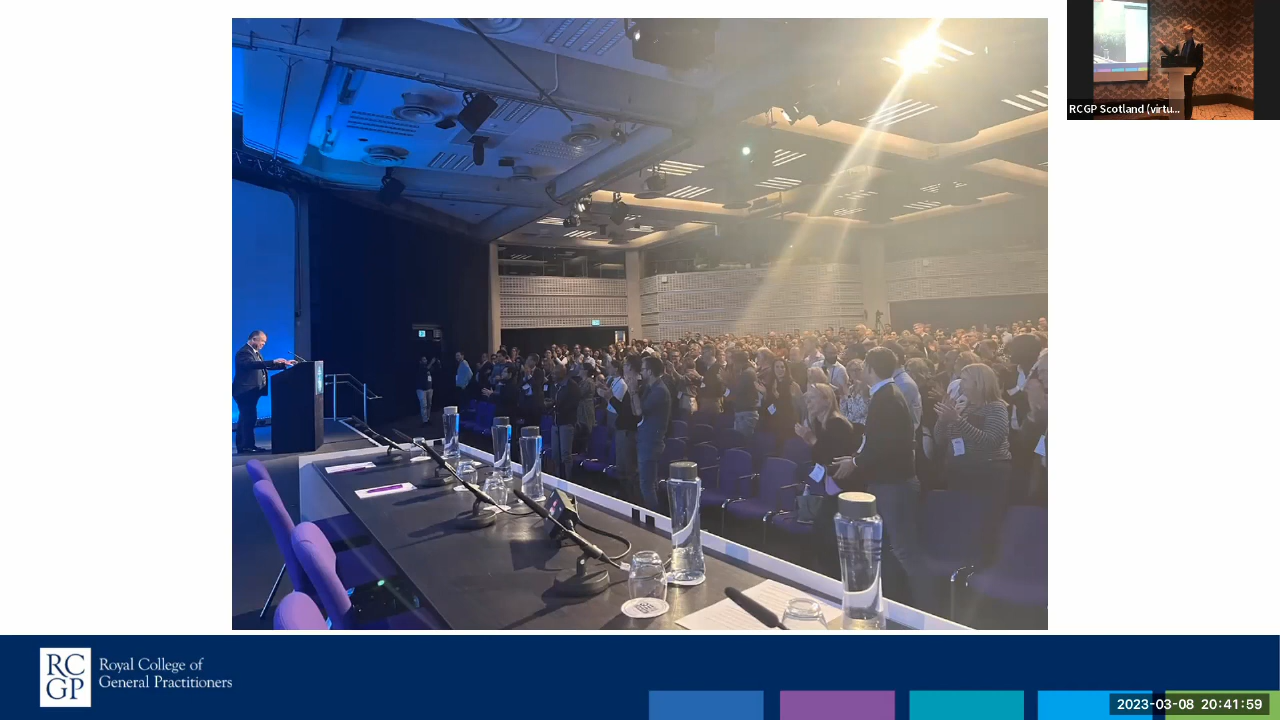 RCGP Scotland (virtu...
RC
GP
Royal College of
General Practitioners
2023-03-08 20:41:59